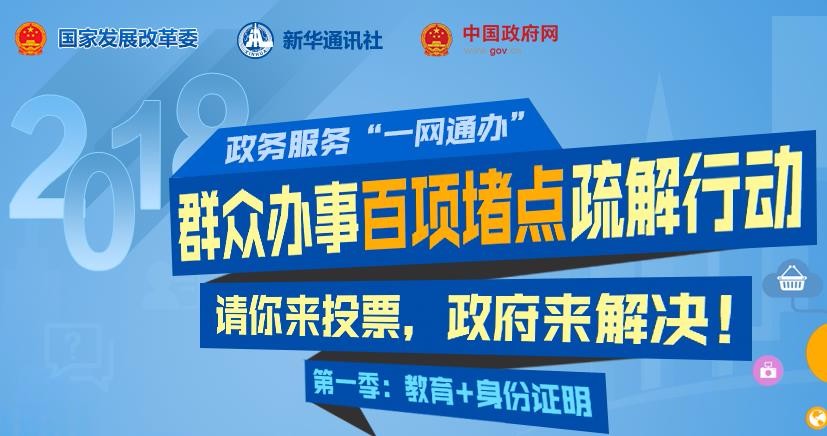 国家发展改革委 新华通讯社 中国政府网
XINHUA www.gov.cn
2018
政务服务“一网通办”
群众办事百项堵点疏解行动
请你来投票，政府来解决！
第一季：教育+身份证明